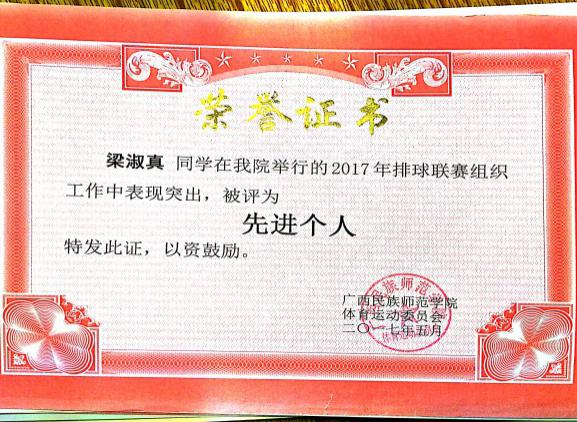 荣誉证书
梁淑真 同学在我院举行的2017年排球联赛组织
工作中表现突出，被评为
先进个人
特发此证，以资鼓励。
广西民族师范学院
体育运动委员会
二〇一七年五月